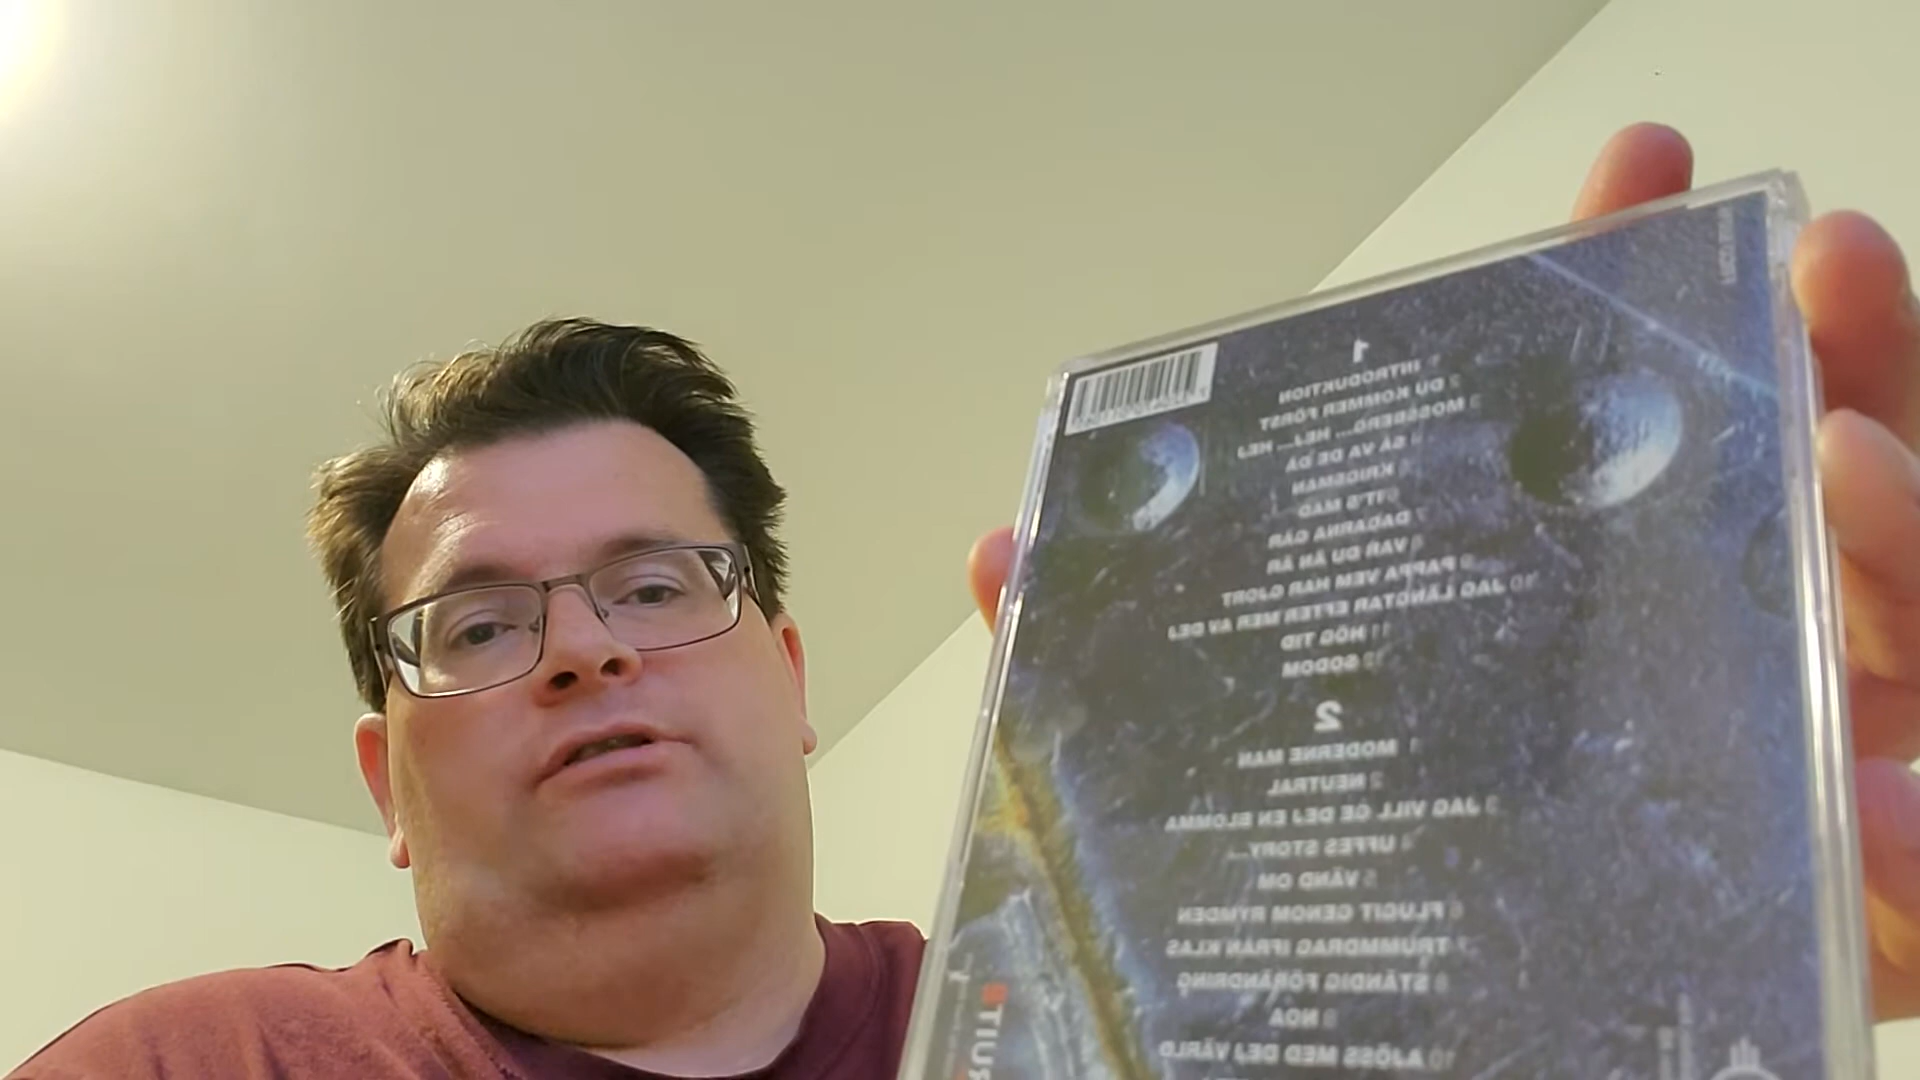 1
1 INTRODUKTION
2 DU KOMMER FÖRST
3 MOSSBERG... HEJ... HEJ
4 SÅ VA DE DÅ
5 KRIGSMAN
6 IT'S MAD
7 DAGARNA GÅR
8 VAR DU ÄN ÄR
9 PAPPA VEM HAR GJORT
10 JAG LÄNGTAR EFTER MER AV DEJ
11 HÖG TID
12 SODOM
2
1 MODERNE MAN
2 NEUTRAL
3 JAG VILL GE DEJ EN BLOMMA
4 UFFES STORY...
5 VÄND OM
6 FLUGIT GENOM RYMDEN
7 TRUMMDRAG IFRÅN KLAS
8 STÄNDIG FÖRÄNDRING
9 NOA
10 AJÖSS MED DEJ VÄRLD